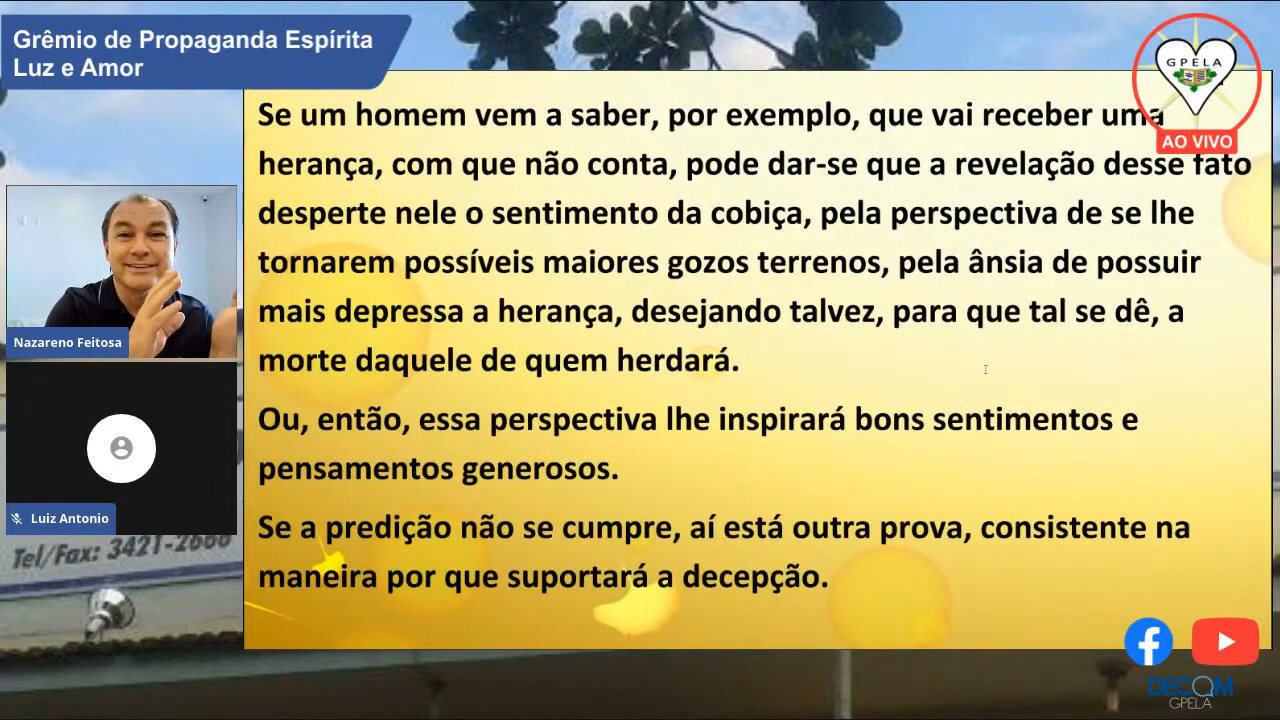 Grêmio de Propaganda Espírita
Luz e Amor
GPELA
AO VIVO
Se um homem vem a saber, por exemplo, que vai receber uma
herança, com que não conta, pode dar-se que a revelação desse fato
desperte nele o sentimento da cobiça, pela perspectiva de se lhe
tornarem possíveis maiores gozos terrenos, pela ânsia de possuir
mais depressa a herança, desejando talvez, para que tal se dê, a
morte daquele de quem herdará.
Ou, então, essa perspectiva lhe inspirará bons sentimentos e
pensamentos generosos.
Se a predição não se cumpre, aí está outra prova, consistente na
maneira por que suportará a decepção.
Nazareno Feitosa
Luiz Antonio
Tel/Fax: 3421-2668
DECOM
GPELA